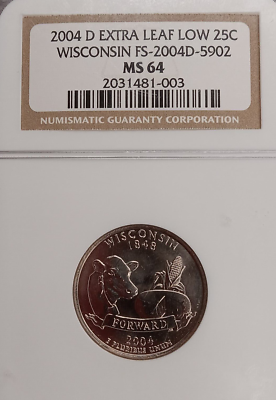 2004 D EXTRA LEAF LOW 25C
WISCONSIN FS-2004D-5902
MS 64
2031481-003
NUMISMATIC GUARANTY CORPORATION
WISCONSIN
1848
FORWARD
2004
E PLURIBUS UNUM